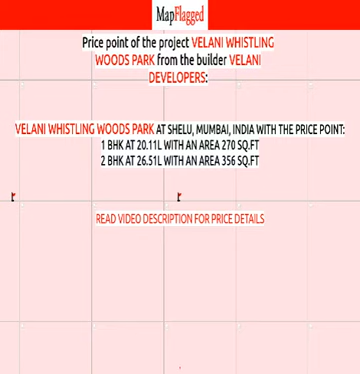 MapFlagged
Price point of the project VELANI WHISTLING
WOODS PARK from the builder VELANI
DEVELOPERS:
VELANI WHISTLING WOODS PARK AT SHELU, MUMBAI, INDIA WITH THE PRICE POINT:
1 BHK AT 20.11L WITH AN AREA 270 SQ.FT
2 BHK AT 26.51L WITH AN AREA 356 SQ.FT
READ VIDEO DESCRIPTION FOR PRICE DETAILS